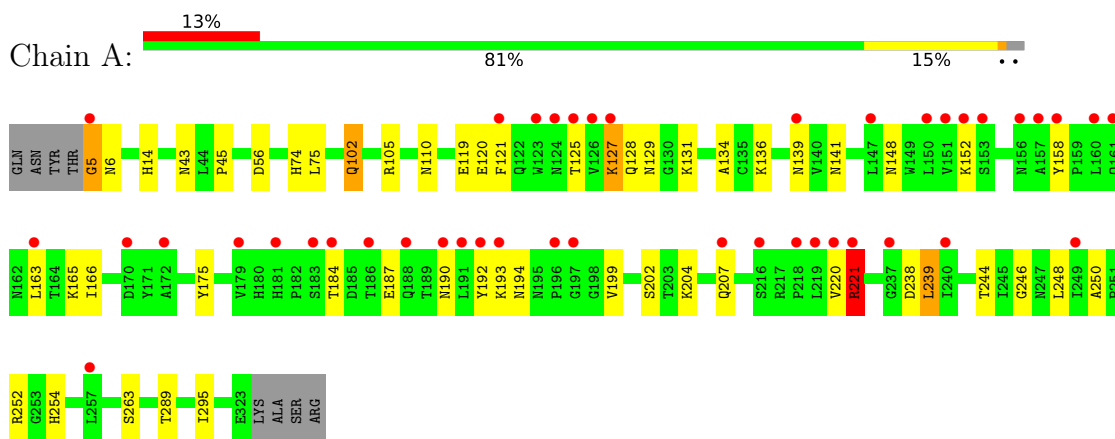 13%
Chain A:
81% 15% • •
GLN ASN TYR THR G5 N6 H14 N43 L44 P45 D56 H74 L75 Q102 R105 N110 E119 E120 F121 Q122 W123 N124 T125 V126 K127 Q128 N129 G130 K131 A134 C135 K136 N139 V140 N141 L147 N148 W149 L150 V151 K152 S153 N156 A157 Y158 P159 L160
N162 L163 T164 K165 I166 D170 Y171 A172 Y175 V179 H180 H181 P182 S183 T184 D185 T186 E187 Q188 T189 N190 L191 Y192 K193 N194 N195 P196 G197 G198 V199 S202 T203 K204 Q207 S216 R217 P218 L219 V220 R221 G237 D238 L239 I240 T244 I245 G246 N247 L248 I249 A250
R252 G253 H254 L257 S263 T289 I295 E323 LYS ALA SER ARG